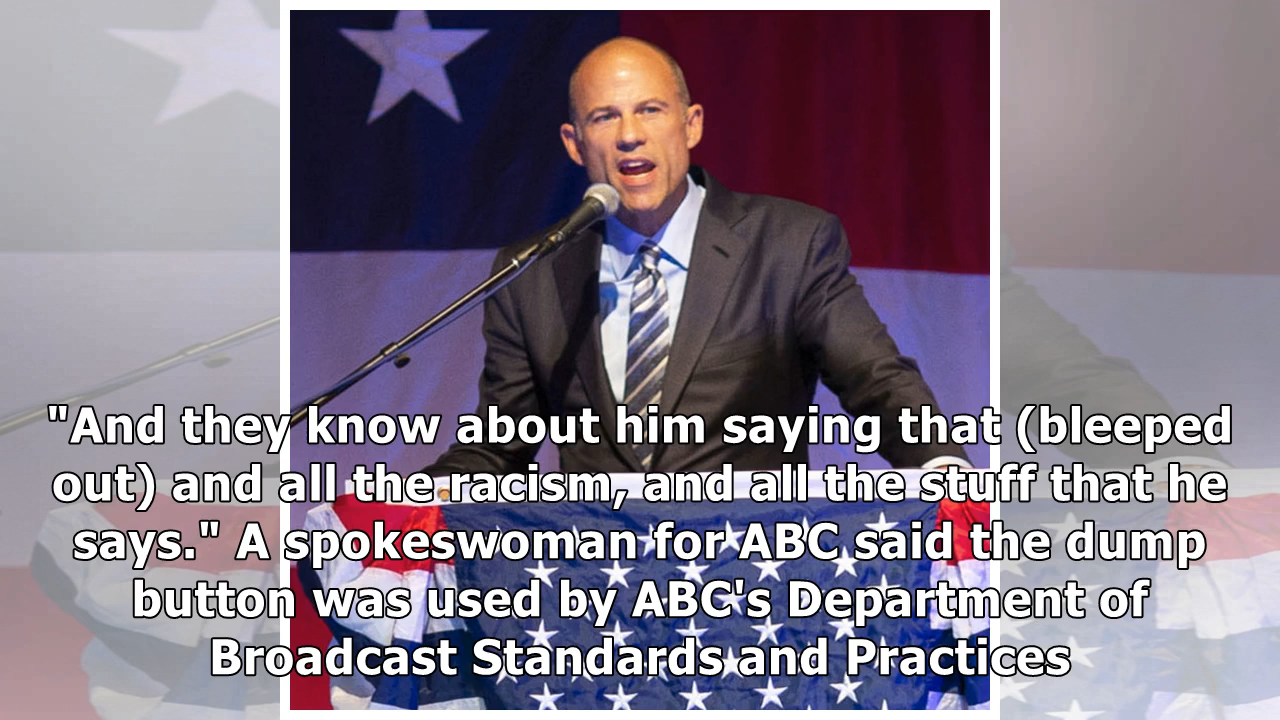 "And they know about him saying that (bleeped
out) and all the racism, and all the stuff that he
says." A spokeswoman for ABC said the dump
button was used by ABC's Department of
Broadcast Standards and Practices